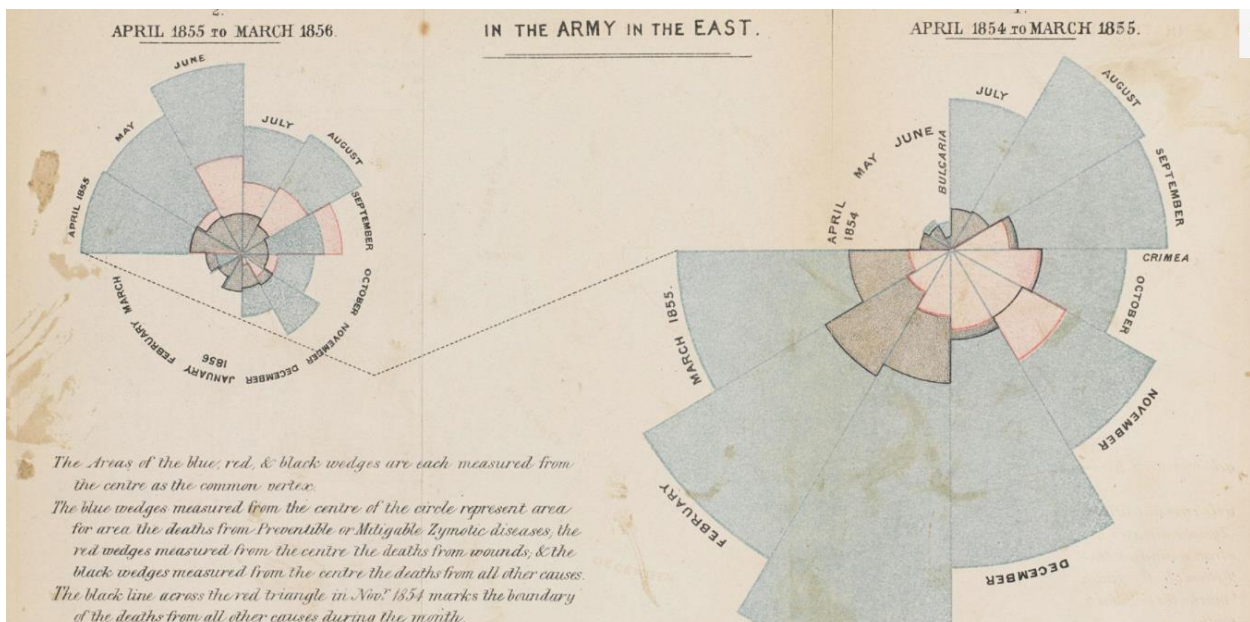 2.
APRIL 1855 TO MARCH 1856.
IN THE ARMY IN THE EAST.
1.
APRIL 1854 TO MARCH 1855.
JUNE
JULY
AUGUST
SEPTEMBER
OCTOBER
NOVEMBER
DECEMBER
JANUARY
1856
FEBRUARY
MARCH
APRIL 1855
MAY
APRIL
1854
MAY
JUNE
BULGARIA
JULY
AUGUST
SEPTEMBER
CRIMEA
OCTOBER
NOVEMBER
DECEMBER
FEBRUARY
MARCH 1855.
The Areas of the blue, red, & black wedges are each measured from
the centre as the common vertex.
The blue wedges measured from the centre of the circle represent area
for area the deaths from Preventible or Mitigable Zymotic diseases, the
red wedges measured from the centre the deaths from wounds, & the
black wedges measured from the centre the deaths from all other causes.
The black line across the red triangle in Nov.r 1854 marks the boundary
of the deaths from all other causes during the month.